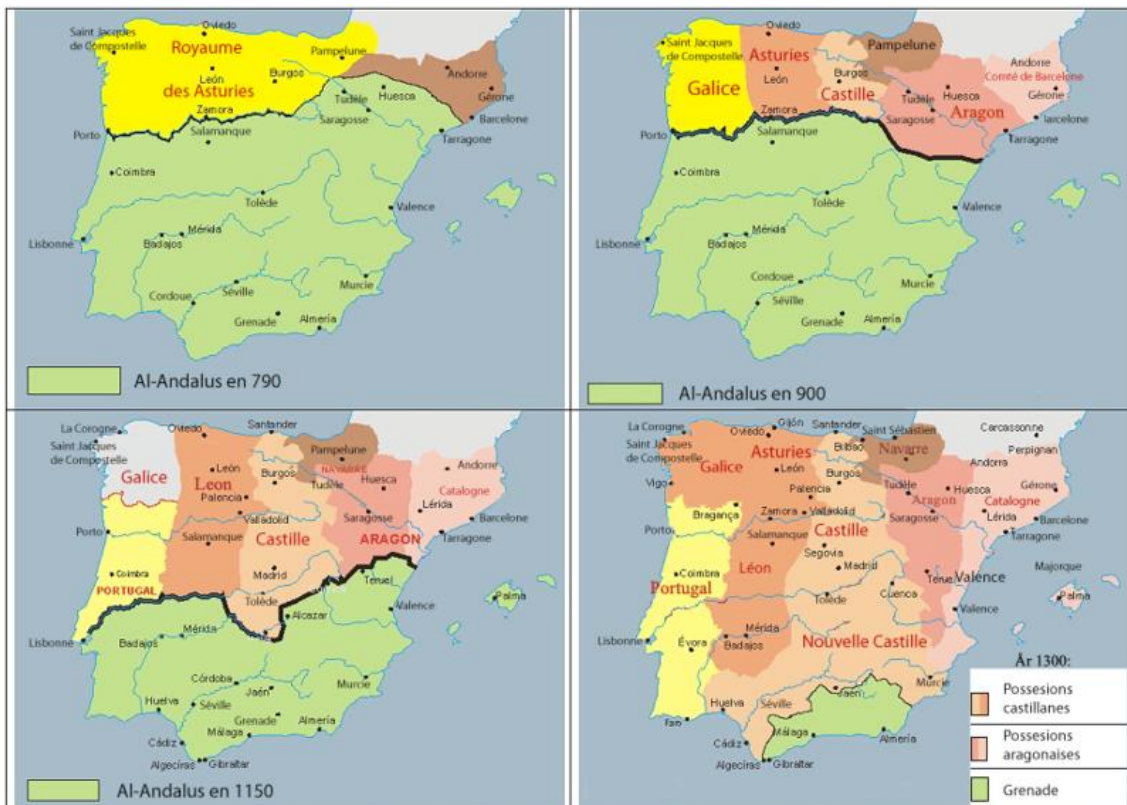 Oviedo
Saint Jacques
de Compostelle
Royaume
Pampelune
León
Burgos
Andorre
des Asturies
Tudèle
Huesca
Gérone
Zamora
Saragosse
Barcelone
Porto
Salamanque
Tarragone
Coimbra
Tolède
Valence
Lisbonne
Badajos
Mérida
Murcie
Cordoue
Séville
Grenade
Almería
Al-Andalus en 790
Oviedo
Saint Jacques
de Compostelle
Asturies
Pampelune
León
Burgos
Andorre
Comté de Barcelone
Galice
Castille
Tudèle
Huesca
Gérone
Zamora
Saragosse
Aragon
Iarcelone
Porto
Salamanque
Tarragone
Coimbra
Tolède
Valence
Lisbonne
Badajos
Mérida
Cordoue
Murcie
Séville
Grenade
Almería
Al-Andalus en 900
La Corogne
Oviedo
Santander
Saint Jacques
de Compostelle
Pampelune
Galice
León
Leon
Burgos
NAVARRE
Andorre
Tudèle
Huesca
Catalogne
Palencia
Lérida
Valladolid
Saragosse
Barcelone
Porto
Salamanque
Castille
ARAGON
Tarragone
Coimbra
Madrid
Teruel
PORTUGAL
Tolède
Palma
Alcazar
Valence
Lisbonne
Badajos
Mérida
Córdoba
Murcie
Huelva
Séville
Jaén
Grenade
Almería
Cádiz
Málaga
Algeciras
Gibraltar
Al-Andalus en 1150
La Corogne
Oviedo
Gijón
Santander
Saint Sébastien
Carcassonne
Saint Jacques
de Compostelle
Asturies
Bilbao
Navarre
Perpignan
Galice
León
Burgos
Andorra
Vigo
Palencia
Tudèle
Aragon
Huesca
Gérone
Catalogne
Bragança
Zamora
Valladolid
Saragosse
Lérida
Barcelone
Porto
Salamanque
Castille
Tarragone
Segovia
Coimbra
Léon
Madrid
Teruel
Valence
Majorque
Portugal
Tolède
Cuenca
Palma
Valence
Lisbonne
Mérida
Nouvelle Castille
Évora
Badajos
Murcie
Huelva
Séville
Jaén
Faro
Cádiz
Málaga
Almería
Algeciras
Gibraltar
År 1300:
Possesions
castillanes
Possesions
aragonaises
Grenade